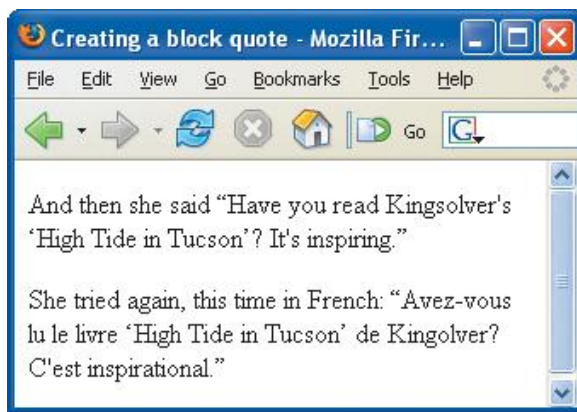 Creating a block quote - Mozilla Fir...
File Edit View Go Bookmarks Tools Help
Go G
And then she said “Have you read Kingsolver's
‘High Tide in Tucson’? It's inspiring.”
She tried again, this time in French: “Avez-vous
lu le livre ‘High Tide in Tucson’ de Kingolver?
C'est inspirational.”